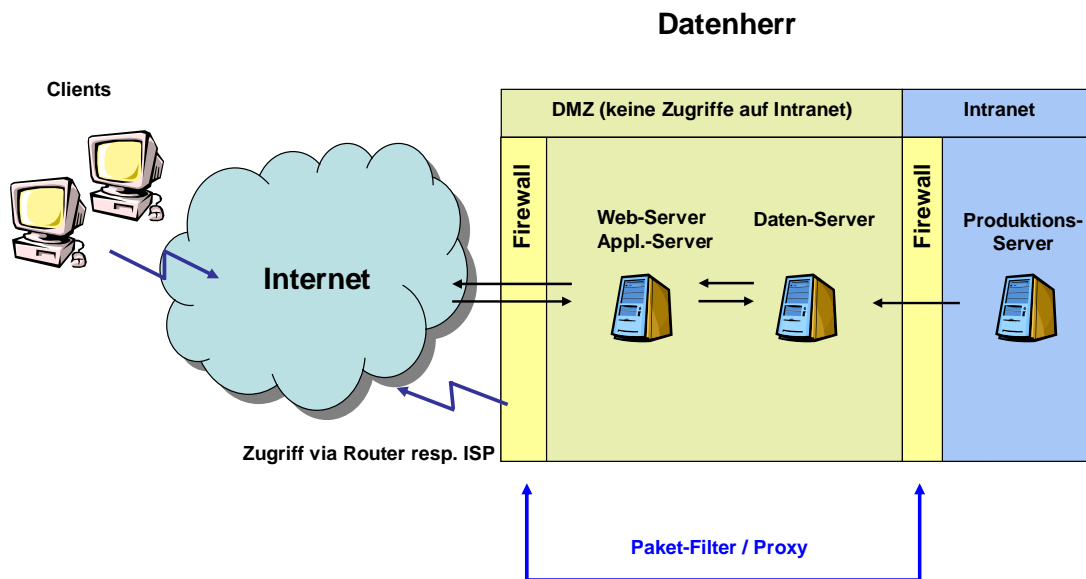 Datenherr
Clients
DMZ (keine Zugriffe auf Intranet)
Intranet
Firewall
Web-Server
Appl.-Server
Daten-Server
Firewall
Produktions-
Server
Internet
Zugriff via Router resp. ISP
Paket-Filter / Proxy